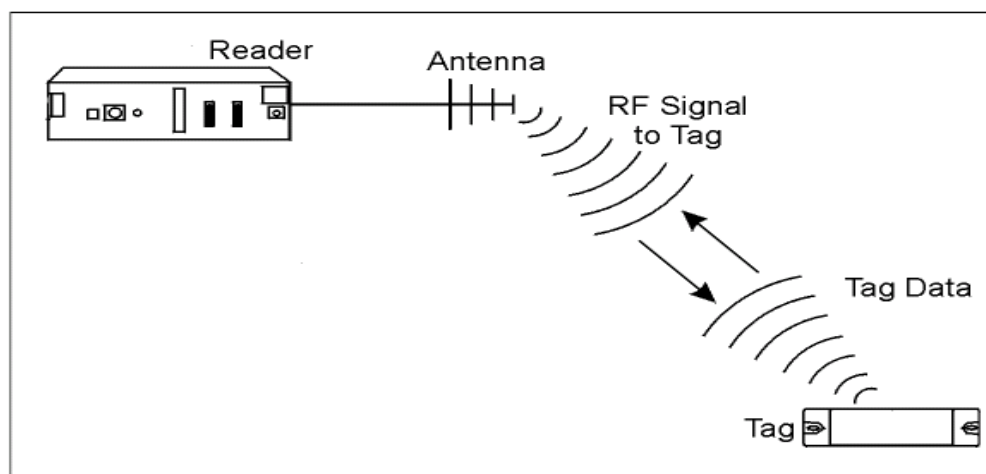 Reader
Antenna
RF Signal
to Tag
Tag Data
Tag